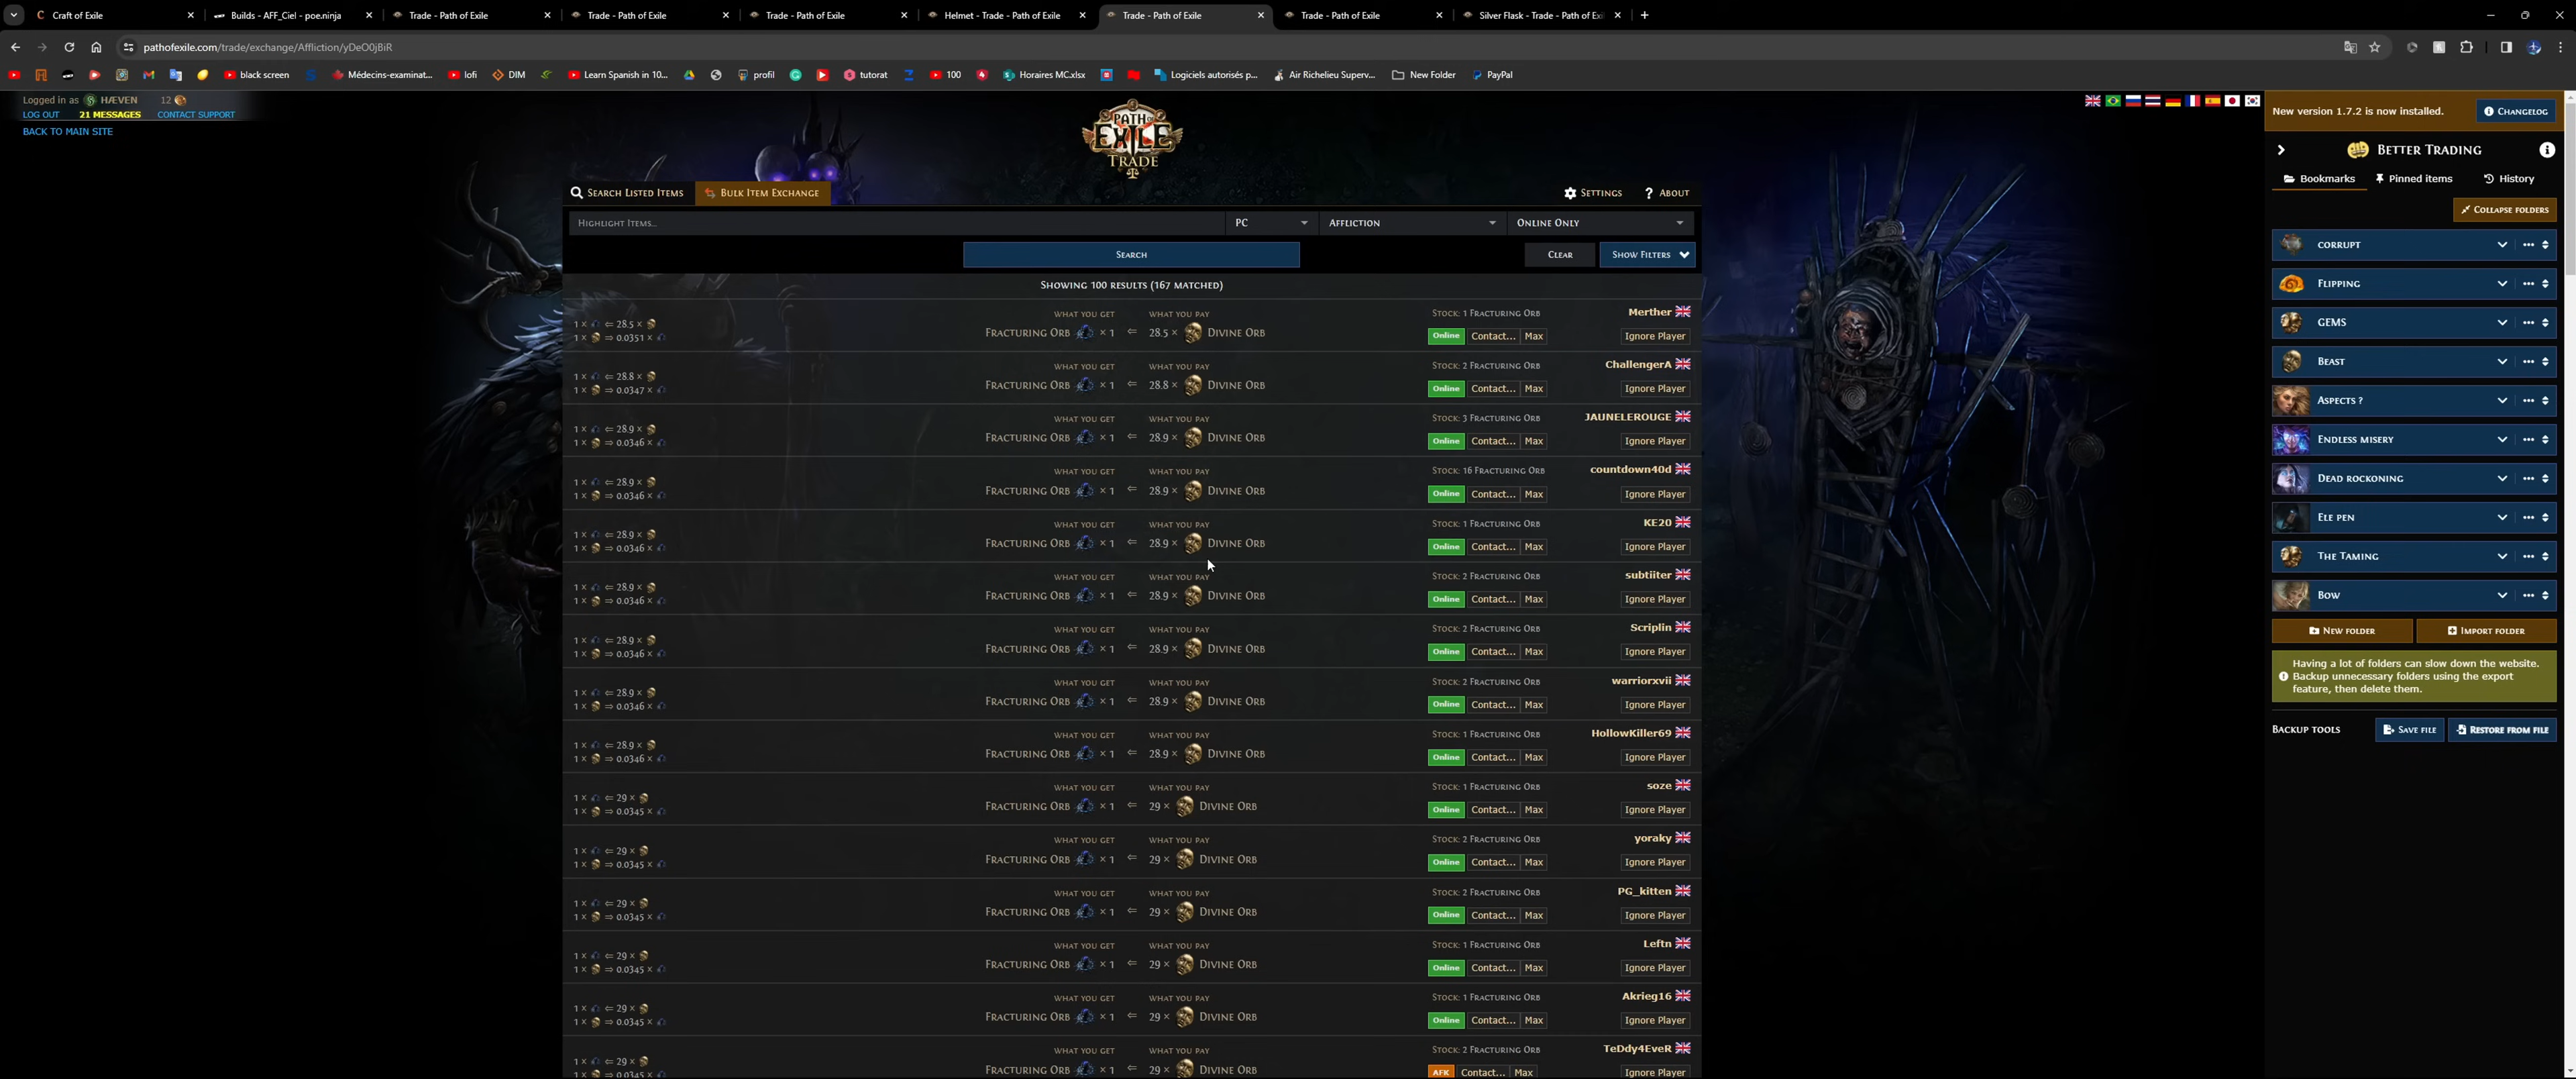 Craft of Exile
Builds - AFF_Ciel - poe.ninja
Trade - Path of Exile
Trade - Path of Exile
Trade - Path of Exile
Helmet - Trade - Path of Exile
Trade - Path of Exile
Trade - Path of Exile
Silver Flask - Trade - Path of Exi
pathofexile.com/trade/exchange/Affliction/yDeO0jBiR
black screen
Médecins-examinat...
lofi
DIM
Learn Spanish in 10...
profil
tutorat
100
Horaires MC.xlsx
Logiciels autorisés p...
Air Richelieu Superv...
New Folder
PayPal
Logged in as HÆVEN 12
LOG OUT 21 MESSAGES CONTACT SUPPORT
BACK TO MAIN SITE
PATH OF EXILE TRADE
Search Listed Items Bulk Item Exchange Settings ? About
Highlight Items... PC Affliction Online Only
Search Clear Show Filters
Showing 100 results (167 matched)
What you get What you pay Stock: 1 Fracturing Orb Merther
1 × ⇐ 28.5 × Fracturing Orb × 1 ⇐ 28.5 × Divine Orb
1 × ⇒ 0.0351 × Online Contact... Max Ignore Player
What you get What you pay Stock: 2 Fracturing Orb ChallengerA
1 × ⇐ 28.8 × Fracturing Orb × 1 ⇐ 28.8 × Divine Orb
1 × ⇒ 0.0347 × Online Contact... Max Ignore Player
What you get What you pay Stock: 3 Fracturing Orb JAUNELEROUGE
1 × ⇐ 28.9 × Fracturing Orb × 1 ⇐ 28.9 × Divine Orb
1 × ⇒ 0.0346 × Online Contact... Max Ignore Player
What you get What you pay Stock: 16 Fracturing Orb countdown40d
1 × ⇐ 28.9 × Fracturing Orb × 1 ⇐ 28.9 × Divine Orb
1 × ⇒ 0.0346 × Online Contact... Max Ignore Player
What you get What you pay Stock: 1 Fracturing Orb KE20
1 × ⇐ 28.9 × Fracturing Orb × 1 ⇐ 28.9 × Divine Orb
1 × ⇒ 0.0346 × Online Contact... Max Ignore Player
What you get What you pay Stock: 2 Fracturing Orb subtiiter
1 × ⇐ 28.9 × Fracturing Orb × 1 ⇐ 28.9 × Divine Orb
1 × ⇒ 0.0346 × Online Contact... Max Ignore Player
What you get What you pay Stock: 2 Fracturing Orb Scriplin
1 × ⇐ 28.9 × Fracturing Orb × 1 ⇐ 28.9 × Divine Orb
1 × ⇒ 0.0346 × Online Contact... Max Ignore Player
What you get What you pay Stock: 2 Fracturing Orb warriorxvii
1 × ⇐ 28.9 × Fracturing Orb × 1 ⇐ 28.9 × Divine Orb
1 × ⇒ 0.0346 × Online Contact... Max Ignore Player
What you get What you pay Stock: 1 Fracturing Orb HollowKiller69
1 × ⇐ 28.9 × Fracturing Orb × 1 ⇐ 28.9 × Divine Orb
1 × ⇒ 0.0346 × Online Contact... Max Ignore Player
What you get What you pay Stock: 1 Fracturing Orb soze
1 × ⇐ 29 × Fracturing Orb × 1 ⇐ 29 × Divine Orb
1 × ⇒ 0.0345 × Online Contact... Max Ignore Player
What you get What you pay Stock: 2 Fracturing Orb yoraky
1 × ⇐ 29 × Fracturing Orb × 1 ⇐ 29 × Divine Orb
1 × ⇒ 0.0345 × Online Contact... Max Ignore Player
What you get What you pay Stock: 2 Fracturing Orb PG_kitten
1 × ⇐ 29 × Fracturing Orb × 1 ⇐ 29 × Divine Orb
1 × ⇒ 0.0345 × Online Contact... Max Ignore Player
What you get What you pay Stock: 1 Fracturing Orb Leftn
1 × ⇐ 29 × Fracturing Orb × 1 ⇐ 29 × Divine Orb
1 × ⇒ 0.0345 × Online Contact... Max Ignore Player
What you get What you pay Stock: 1 Fracturing Orb Akrieg16
1 × ⇐ 29 × Fracturing Orb × 1 ⇐ 29 × Divine Orb
1 × ⇒ 0.0345 × Online Contact... Max Ignore Player
What you get What you pay Stock: 2 Fracturing Orb TeDdy4EveR
1 × ⇐ 29 × Fracturing Orb × 1 ⇐ 29 × Divine Orb
1 × ⇒ 0.0345 × AFK Contact... Max Ignore Player
New version 1.7.2 is now installed. Changelog
Better Trading
Bookmarks Pinned items History
Collapse folders
CORRUPT
Flipping
GEMS
Beast
Aspects ?
Endless misery
Dead rockoning
Ele pen
The Taming
Bow
New folder Import folder
Having a lot of folders can slow down the website.
Backup unnecessary folders using the export
feature, then delete them.
Backup tools Save file Restore from file